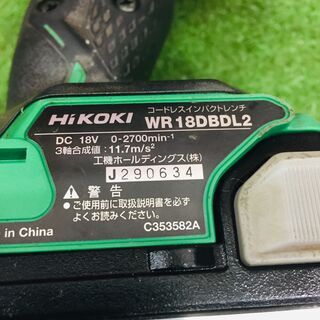 HiKOKI
コードレスインパクトレンチ
WR 18DBDL2
DC 18V 0-2700min⁻¹
3軸合成値：11.7m/s²
工機ホールディングス(株)
J290634
⚠ 警告
● ご使用前に取扱説明書を必ず
よくお読みください。
C353582A
in China